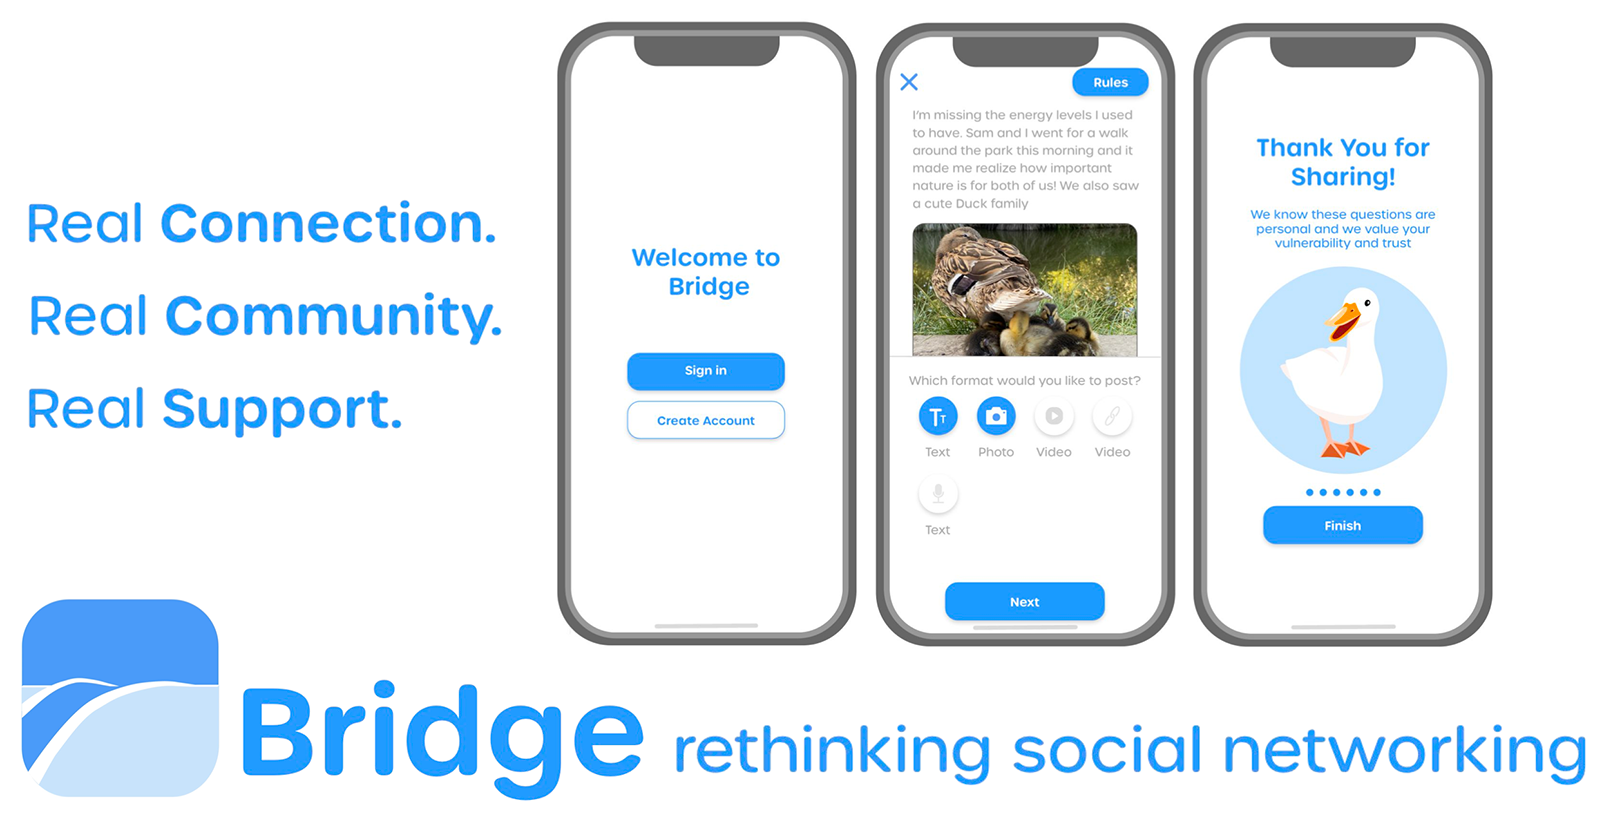 Real Connection.
Real Community.
Real Support.
Welcome to
Bridge
Sign in
Create Account
Rules
I'm missing the energy levels I used
to have. Sam and I went for a walk
around the park this morning and it
made me realize how important
nature is for both of us! We also saw
a cute Duck family
Which format would you like to post?
Tт
Text
Photo
Video
Video
Text
Next
Thank You for
Sharing!
We know these questions are
personal and we value your
vulnerability and trust
Finish
Bridge rethinking social networking